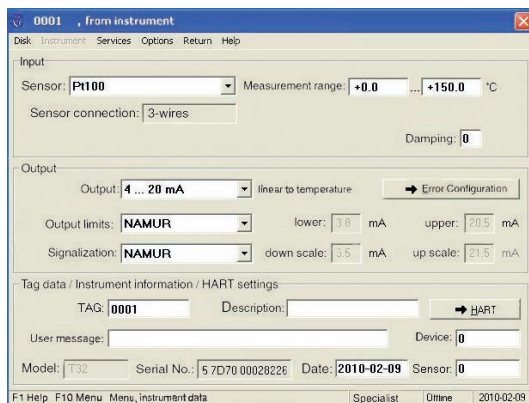 0001 , from instrument
Disk Instrument Services Options Return Help
Input
Sensor: Pt100 Measurement range: +0.0 ... +150.0 °C
Sensor connection: 3-wires
Damping: 0
Output
Output: 4 ... 20 mA linear to temperature → Error Configuration
Output limits: NAMUR lower: 3.8 mA upper: 20.5 mA
Signalization: NAMUR down scale: 3.5 mA up scale: 21.5 mA
Tag data / Instrument information / HART settings
TAG: 0001 Description: → HART
User message: Device: 0
Model: T32 Serial No.: 5 7D70 00028226 Date: 2010-02-09 Sensor: 0
F1 Help F10 Menu Menu, instrument data Specialist Offline 2010-02-09